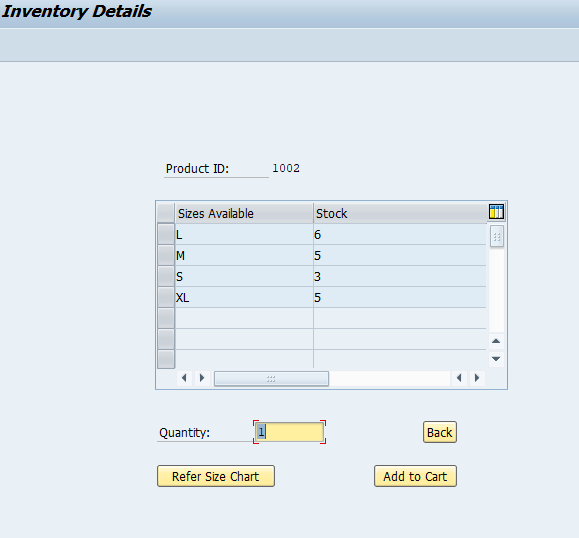 Inventory Details
Product ID: 1002
Sizes Available Stock
L 6
M 5
S 3
XL 5
Quantity: 1 Back
Refer Size Chart Add to Cart